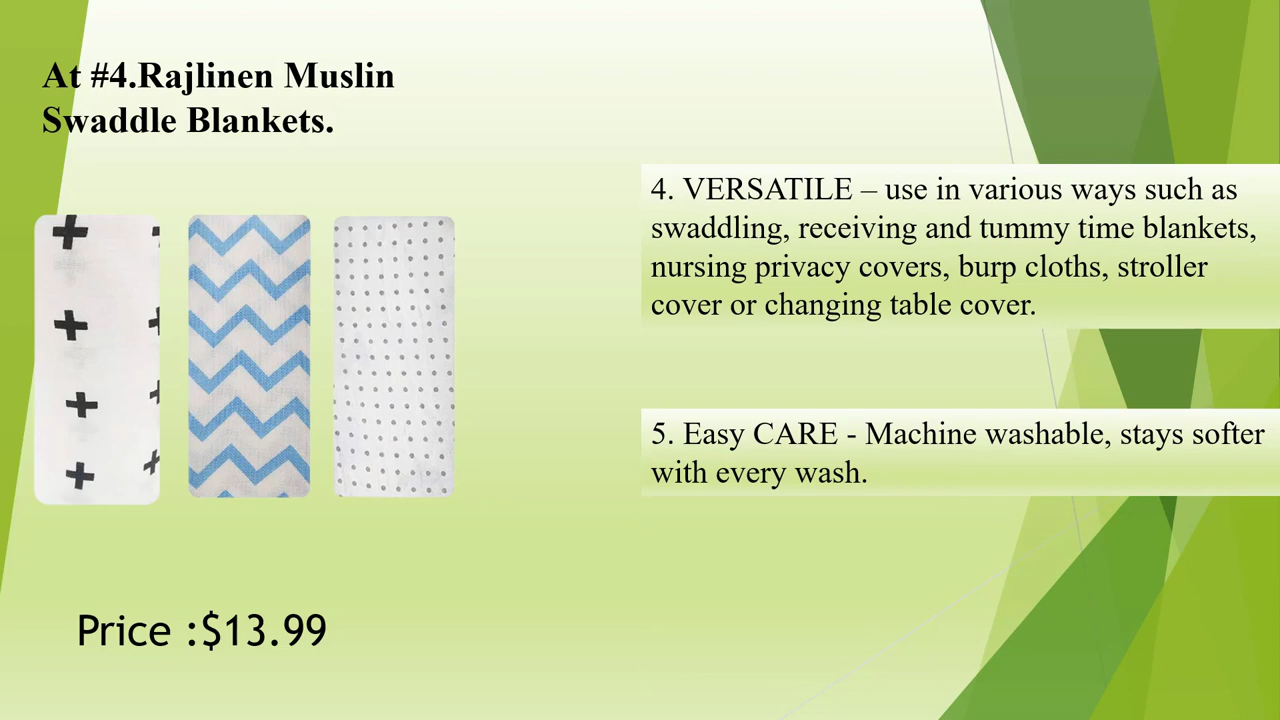 At #4.Rajlinen Muslin
Swaddle Blankets.
4. VERSATILE – use in various ways such as
swaddling, receiving and tummy time blankets,
nursing privacy covers, burp cloths, stroller
cover or changing table cover.
5. Easy CARE - Machine washable, stays softer
with every wash.
Price :$13.99